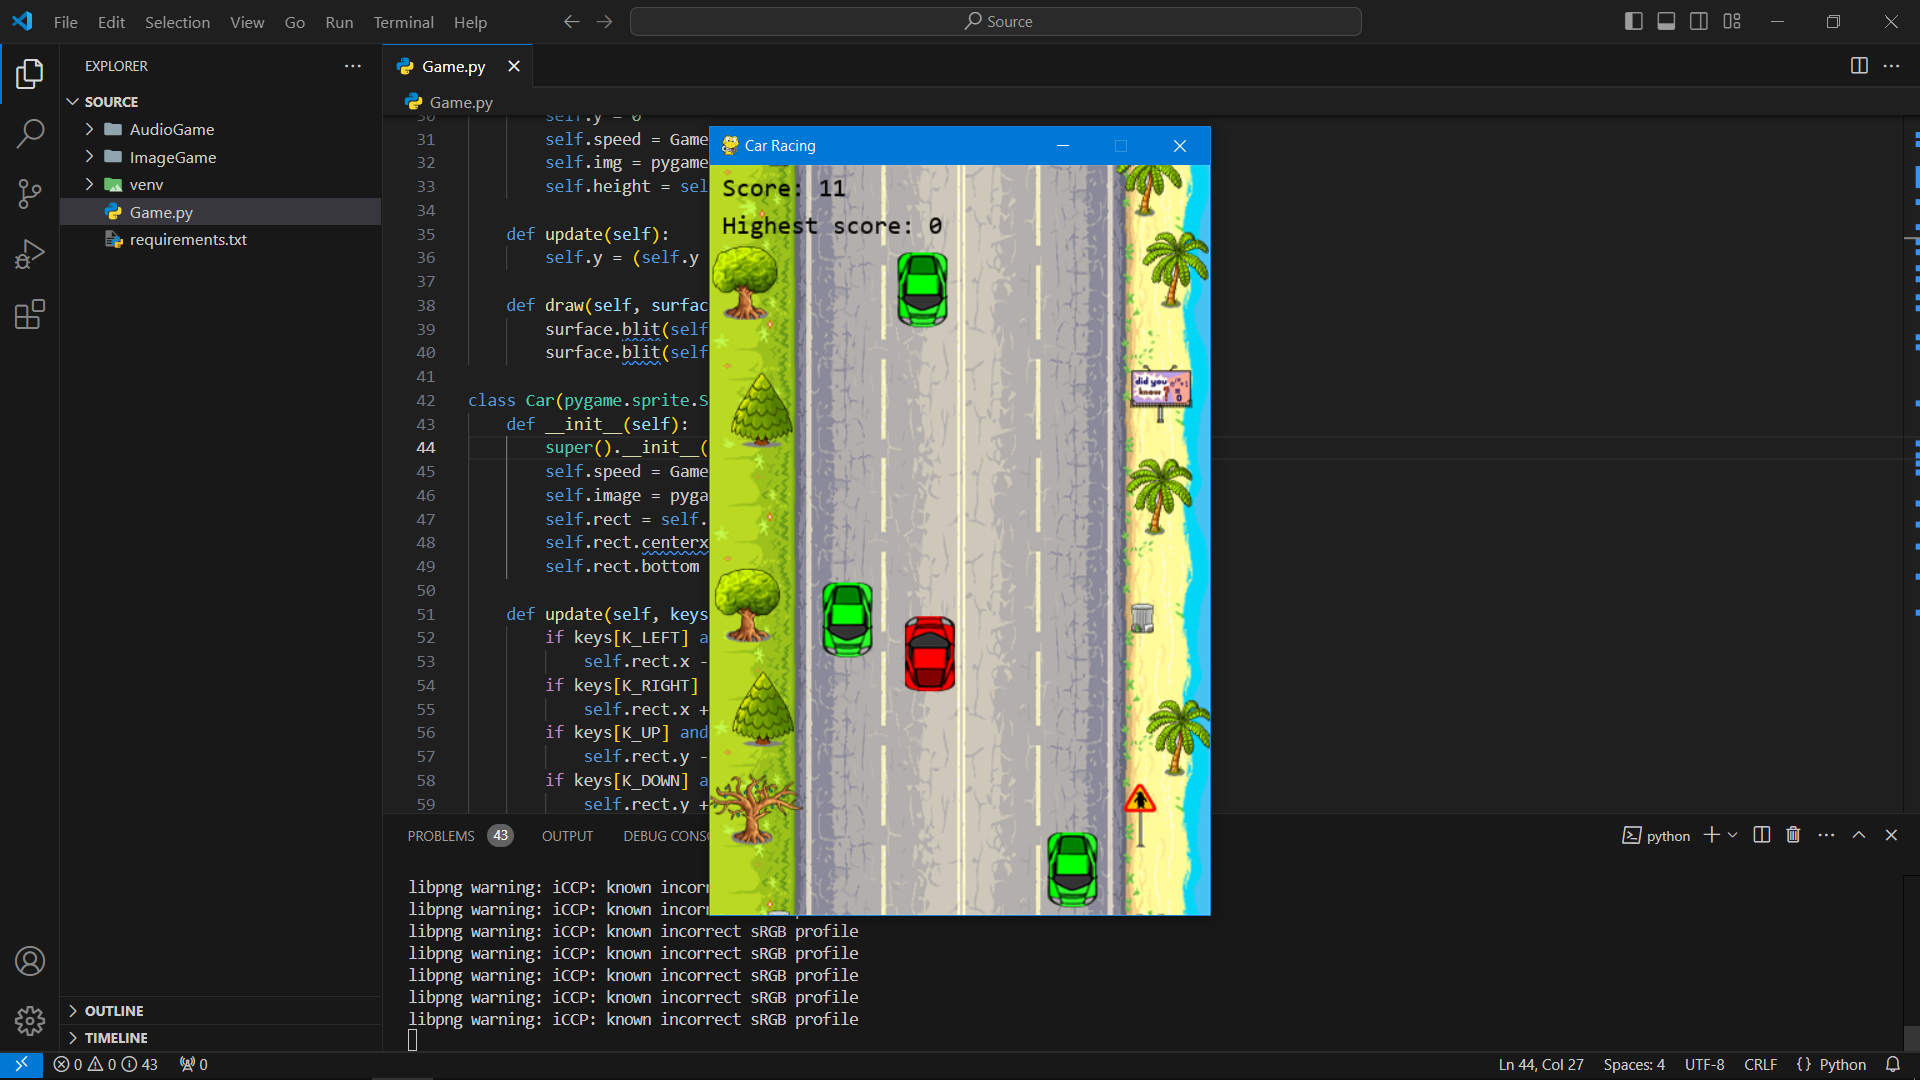 File Edit Selection View Go Run Terminal Help
Source
EXPLORER
SOURCE
AudioGame
ImageGame
venv
Game.py
requirements.txt
OUTLINE
TIMELINE
Game.py
Game.py
30 self.y = 0
31 self.speed = Game
32 self.img = pygame
33 self.height = sel
34
35 def update(self):
36 self.y = (self.y
37
38 def draw(self, surfac
39 surface.blit(self
40 surface.blit(self
41
42 class Car(pygame.sprite.S
43 def __init__(self):
44 super().__init__(
45 self.speed = Game
46 self.image = pyga
47 self.rect = self.
48 self.rect.centerx
49 self.rect.bottom
50
51 def update(self, keys
52 if keys[K_LEFT] a
53 self.rect.x -
54 if keys[K_RIGHT]
55 self.rect.x +
56 if keys[K_UP] and
57 self.rect.y -
58 if keys[K_DOWN] a
59 self.rect.y +
Car Racing
Score: 11
Highest score: 0
did you
know ?
PROBLEMS 43 OUTPUT DEBUG CONSO
python
libpng warning: iCCP: known incorr
libpng warning: iCCP: known incorr
libpng warning: iCCP: known incorrect sRGB profile
libpng warning: iCCP: known incorrect sRGB profile
libpng warning: iCCP: known incorrect sRGB profile
libpng warning: iCCP: known incorrect sRGB profile
libpng warning: iCCP: known incorrect sRGB profile
0 0 43 0
Ln 44, Col 27 Spaces: 4 UTF-8 CRLF {} Python